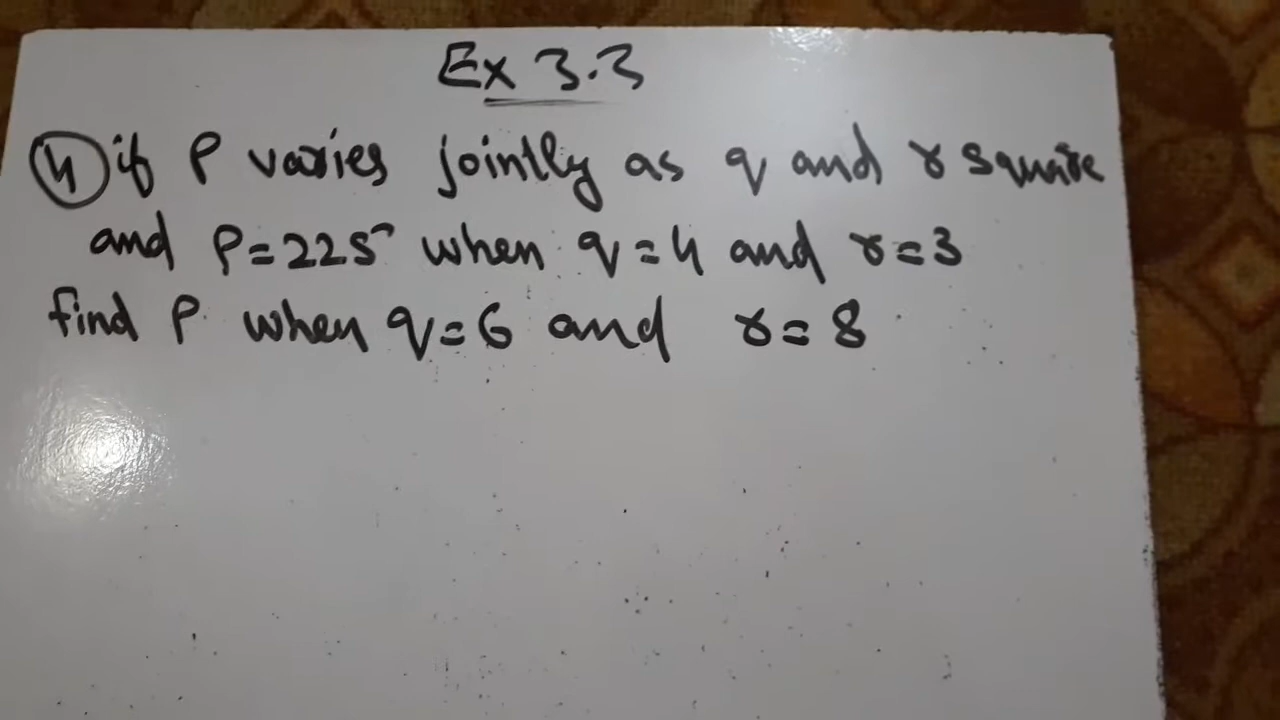 Ex 3.3
(4) if P varies jointly as q and r square
and P=225 when q=4 and r=3
find P when q=6 and r=8